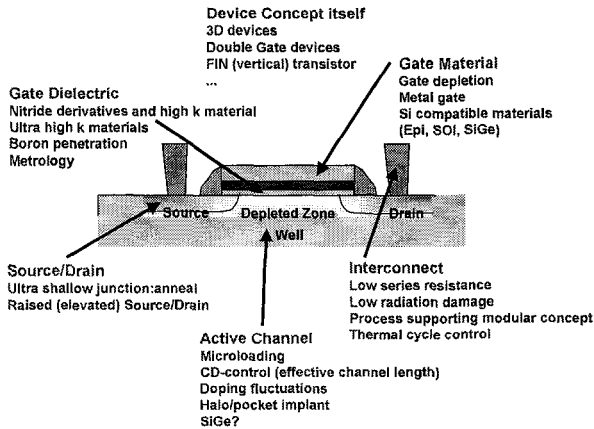 Device Concept itself
3D devices
Double Gate devices
FIN (vertical) transistor
...
Gate Material
Gate depletion
Metal gate
Si compatible materials
(Epi, SOI, SiGe)
Gate Dielectric
Nitride derivatives and high k material
Ultra high k materials
Boron penetration
Metrology
Source
Depleted Zone
Drain
Well
Source/Drain
Ultra shallow junction:anneal
Raised (elevated) Source/Drain
Interconnect
Low series resistance
Low radiation damage
Process supporting modular concept
Thermal cycle control
Active Channel
Microloading
CD-control (effective channel length)
Doping fluctuations
Halo/pocket implant
SiGe?